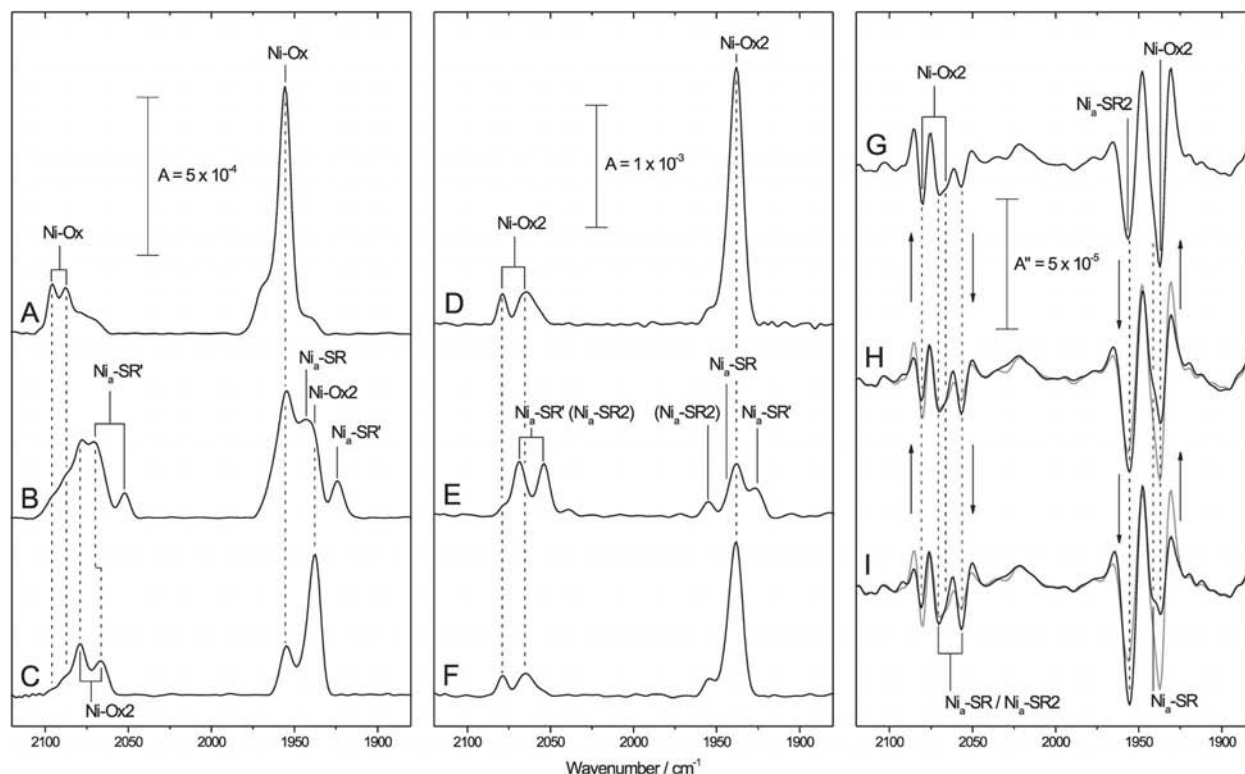 Ni-Ox
A = 5 x 10⁻⁴
Ni-Ox
A
Niₐ-SR'
Niₐ-SR
Ni-Ox2
Niₐ-SR'
B
C
Ni-Ox2
2100 2050 2000 1950 1900
Ni-Ox2
A = 1 x 10⁻³
Ni-Ox2
D
Niₐ-SR
Niₐ-SR' (Niₐ-SR2) (Niₐ-SR2) Niₐ-SR'
E
F
2100 2050 2000 1950 1900
Wavenumber / cm⁻¹
Ni-Ox2
Ni-Ox2
Niₐ-SR2
G
A" = 5 x 10⁻⁵
H
I
Niₐ-SR / Niₐ-SR2
Niₐ-SR
2100 2050 2000 1950 1900